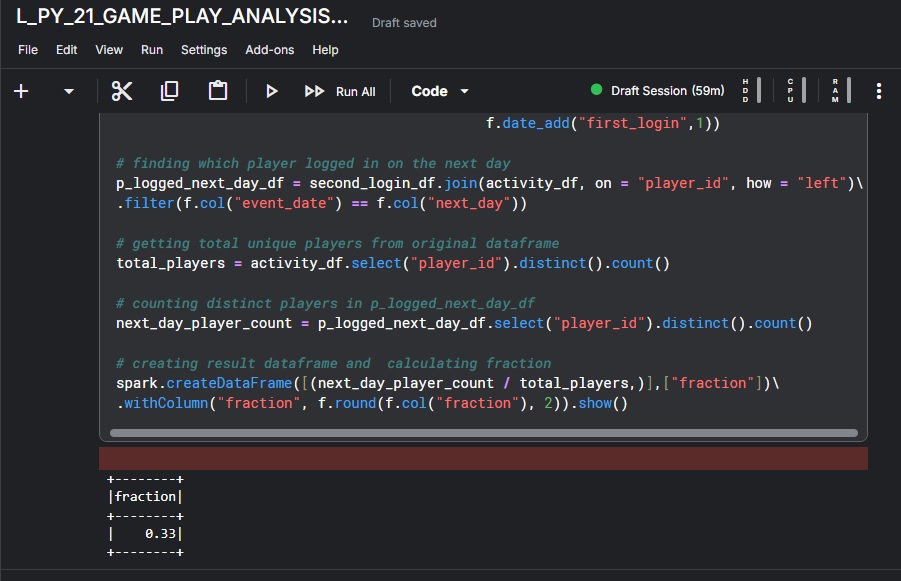 L_PY_21_GAME_PLAY_ANALYSIS...
Draft saved
File Edit View Run Settings Add-ons Help
Run All Code Draft Session (59m) HDD CPU RAM
f.date_add("first_login",1))
# finding which player logged in on the next day
p_logged_next_day_df = second_login_df.join(activity_df, on = "player_id", how = "left")\
.filter(f.col("event_date") == f.col("next_day"))
# getting total unique players from original dataframe
total_players = activity_df.select("player_id").distinct().count()
# counting distinct players in p_logged_next_day_df
next_day_player_count = p_logged_next_day_df.select("player_id").distinct().count()
# creating result dataframe and  calculating fraction
spark.createDataFrame([(next_day_player_count / total_players,)],["fraction"])\
.withColumn("fraction", f.round(f.col("fraction"), 2)).show()
+--------+
|fraction|
+--------+
|    0.33|
+--------+